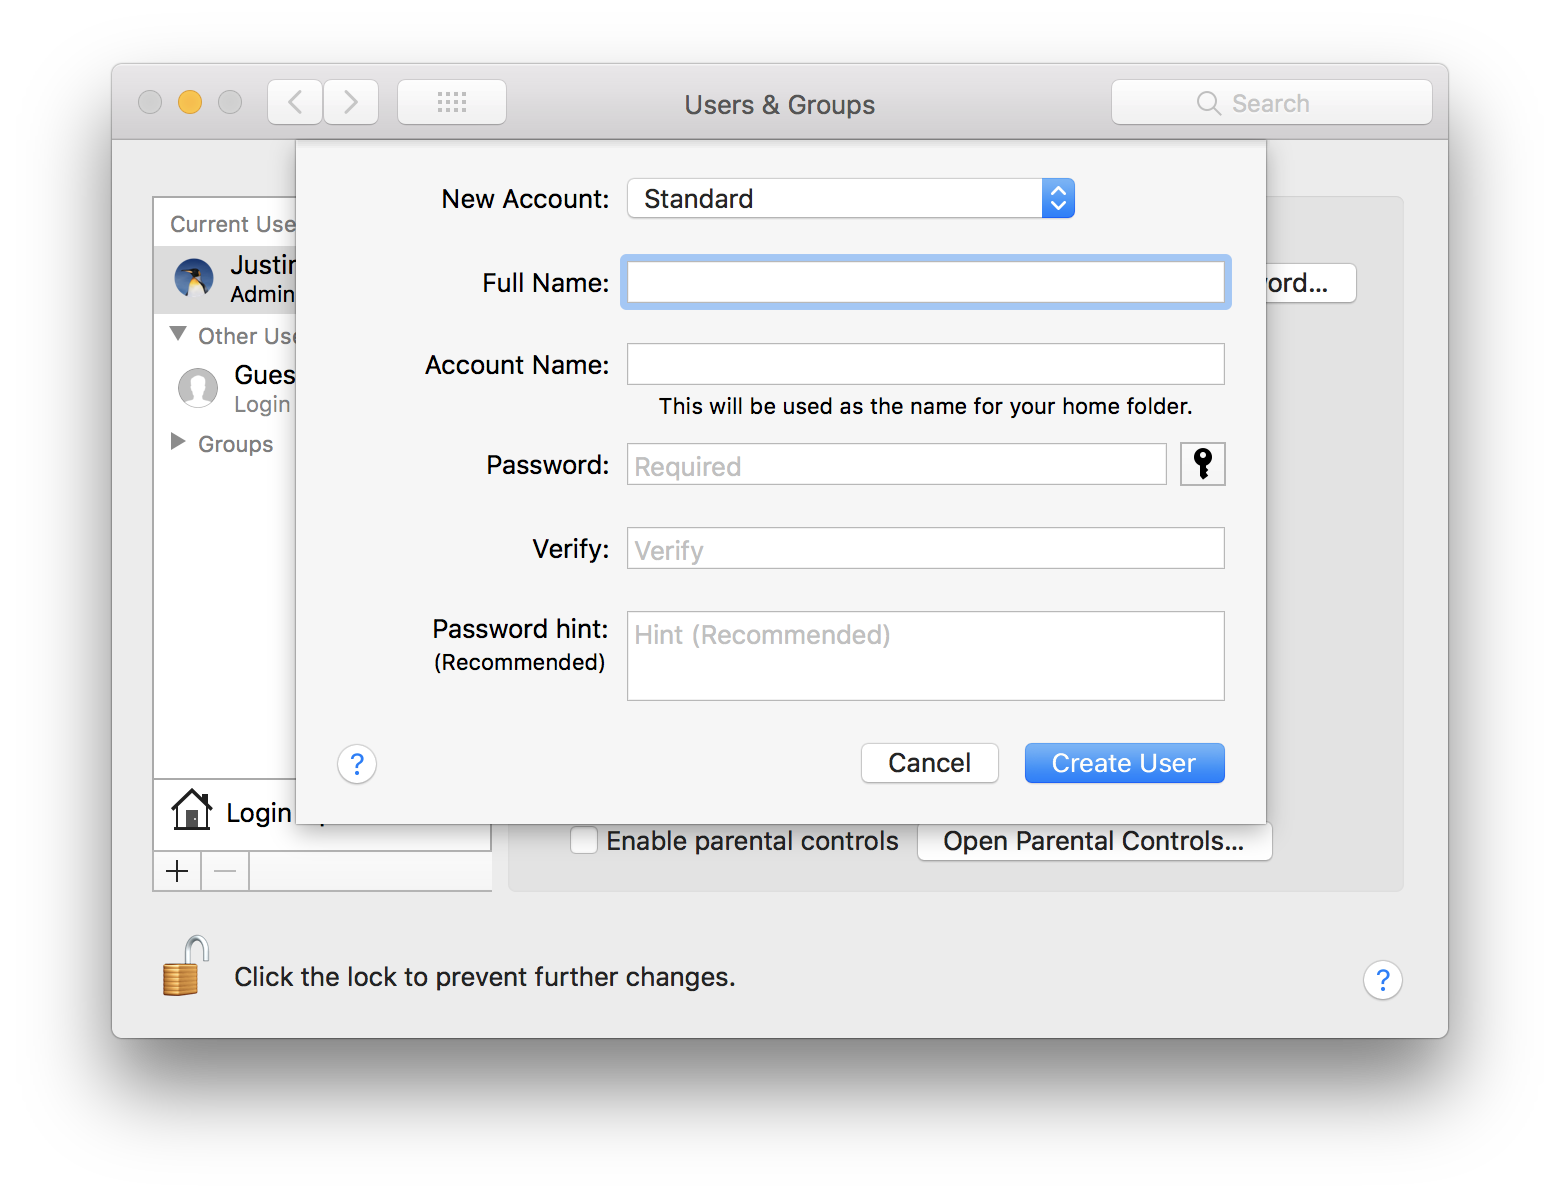 Users & Groups
Search
New Account:
Standard
Current Use
Justin
Admin
Full Name:
ord...
Other Use
Gues
Login
Account Name:
This will be used as the name for your home folder.
Groups
Password:
Required
Verify:
Verify
Password hint:
(Recommended)
Hint (Recommended)
?
Cancel
Create User
Login
Enable parental controls
Open Parental Controls...
Click the lock to prevent further changes.
?